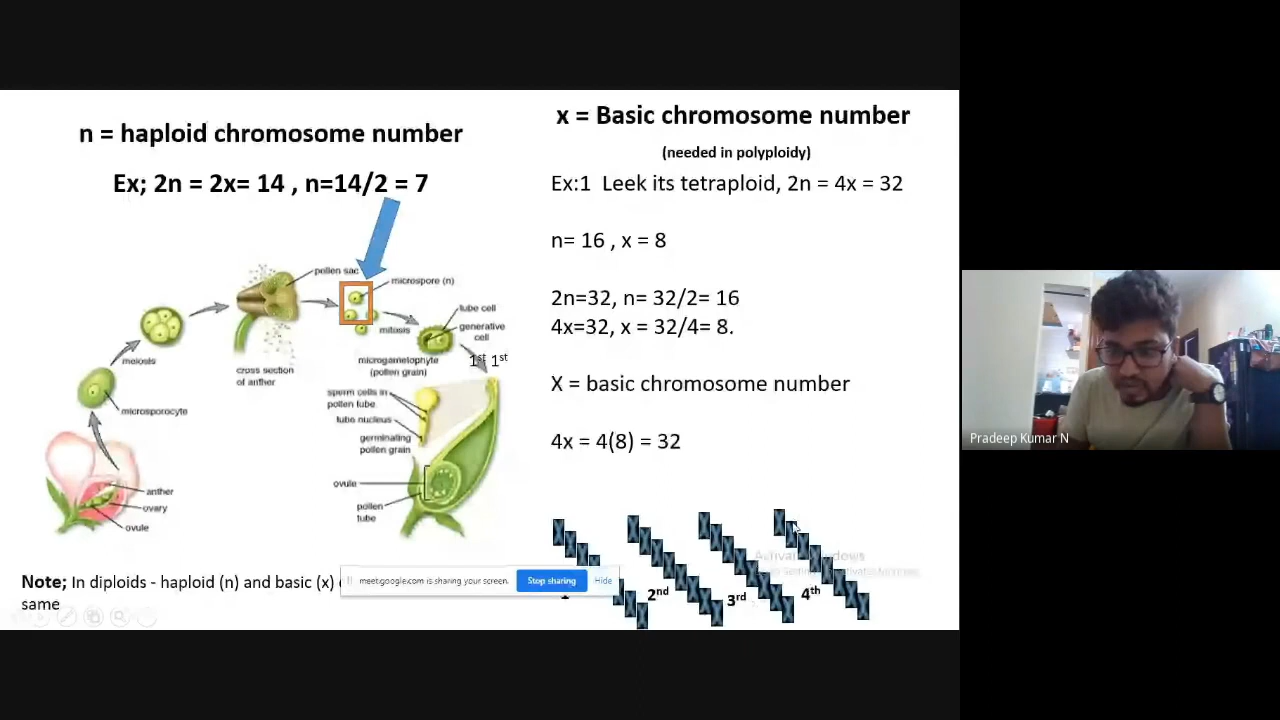 n = haploid chromosome number
Ex; 2n = 2x= 14 , n=14/2 = 7
pollen sac
microspore (n)
tube cell
generative
cell
mitosis
meiosis
cross section
of anther
microgametophyte
(pollen grain)
1st 1st
microsporocyte
sperm cells in
pollen tube
tube nucleus
germinating
pollen grain
ovule
pollen
tube
anther
ovary
ovule
Note; In diploids - haploid (n) and basic (x)
same
x = Basic chromosome number
(needed in polyploidy)
Ex:1 Leek its tetraploid, 2n = 4x = 32
n= 16 , x = 8
2n=32, n= 32/2= 16
4x=32, x = 32/4= 8.
X = basic chromosome number
4x = 4(8) = 32
2nd
3rd
4th
Activate Windows
meet.google.com is sharing your screen.
Stop sharing
Hide
Pradeep Kumar N